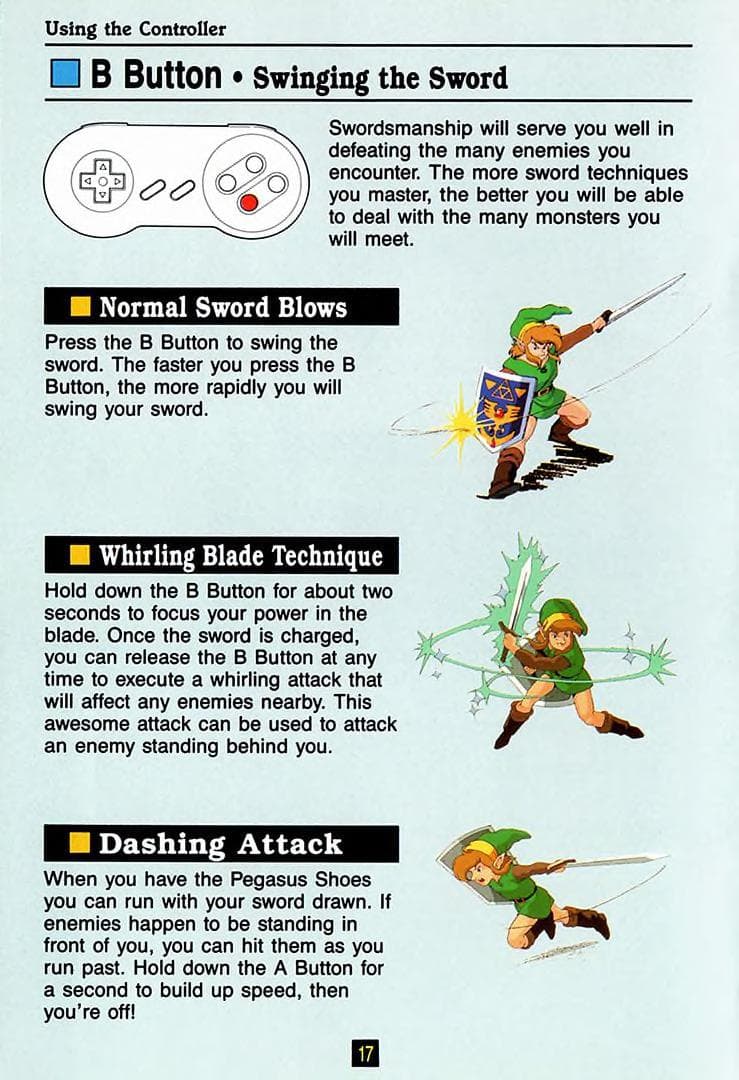 Using the Controller
B Button • Swinging the Sword
Swordsmanship will serve you well in
defeating the many enemies you
encounter. The more sword techniques
you master, the better you will be able
to deal with the many monsters you
will meet.
Normal Sword Blows
Press the B Button to swing the
sword. The faster you press the B
Button, the more rapidly you will
swing your sword.
Whirling Blade Technique
Hold down the B Button for about two
seconds to focus your power in the
blade. Once the sword is charged,
you can release the B Button at any
time to execute a whirling attack that
will affect any enemies nearby. This
awesome attack can be used to attack
an enemy standing behind you.
Dashing Attack
When you have the Pegasus Shoes
you can run with your sword drawn. If
enemies happen to be standing in
front of you, you can hit them as you
run past. Hold down the A Button for
a second to build up speed, then
you're off!
17